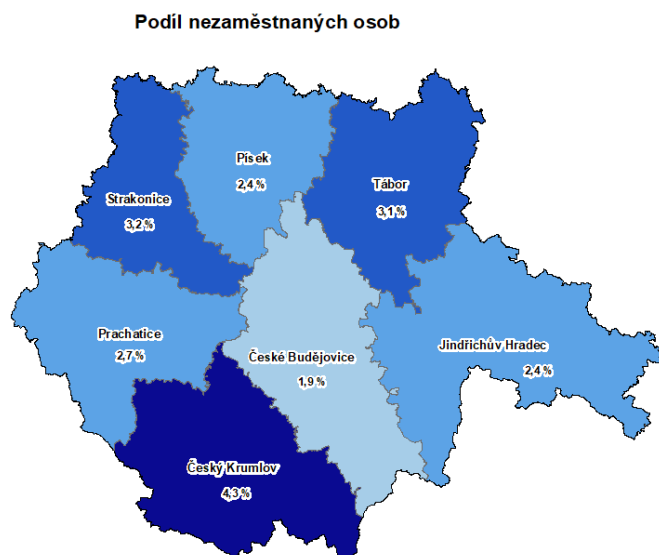 Podíl nezaměstnaných osob
Písek
2,4 %
Tábor
3,1 %
Strakonice
3,2 %
Prachatice
2,7 %
České Budějovice
1,9 %
Jindřichův Hradec
2,4 %
Český Krumlov
4,3 %